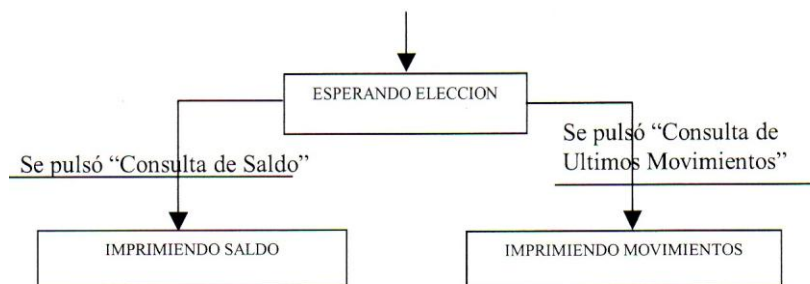 ESPERANDO ELECCION
Se pulsó “Consulta de Saldo”
Se pulsó “Consulta de
Ultimos Movimientos”
IMPRIMIENDO SALDO
IMPRIMIENDO MOVIMIENTOS